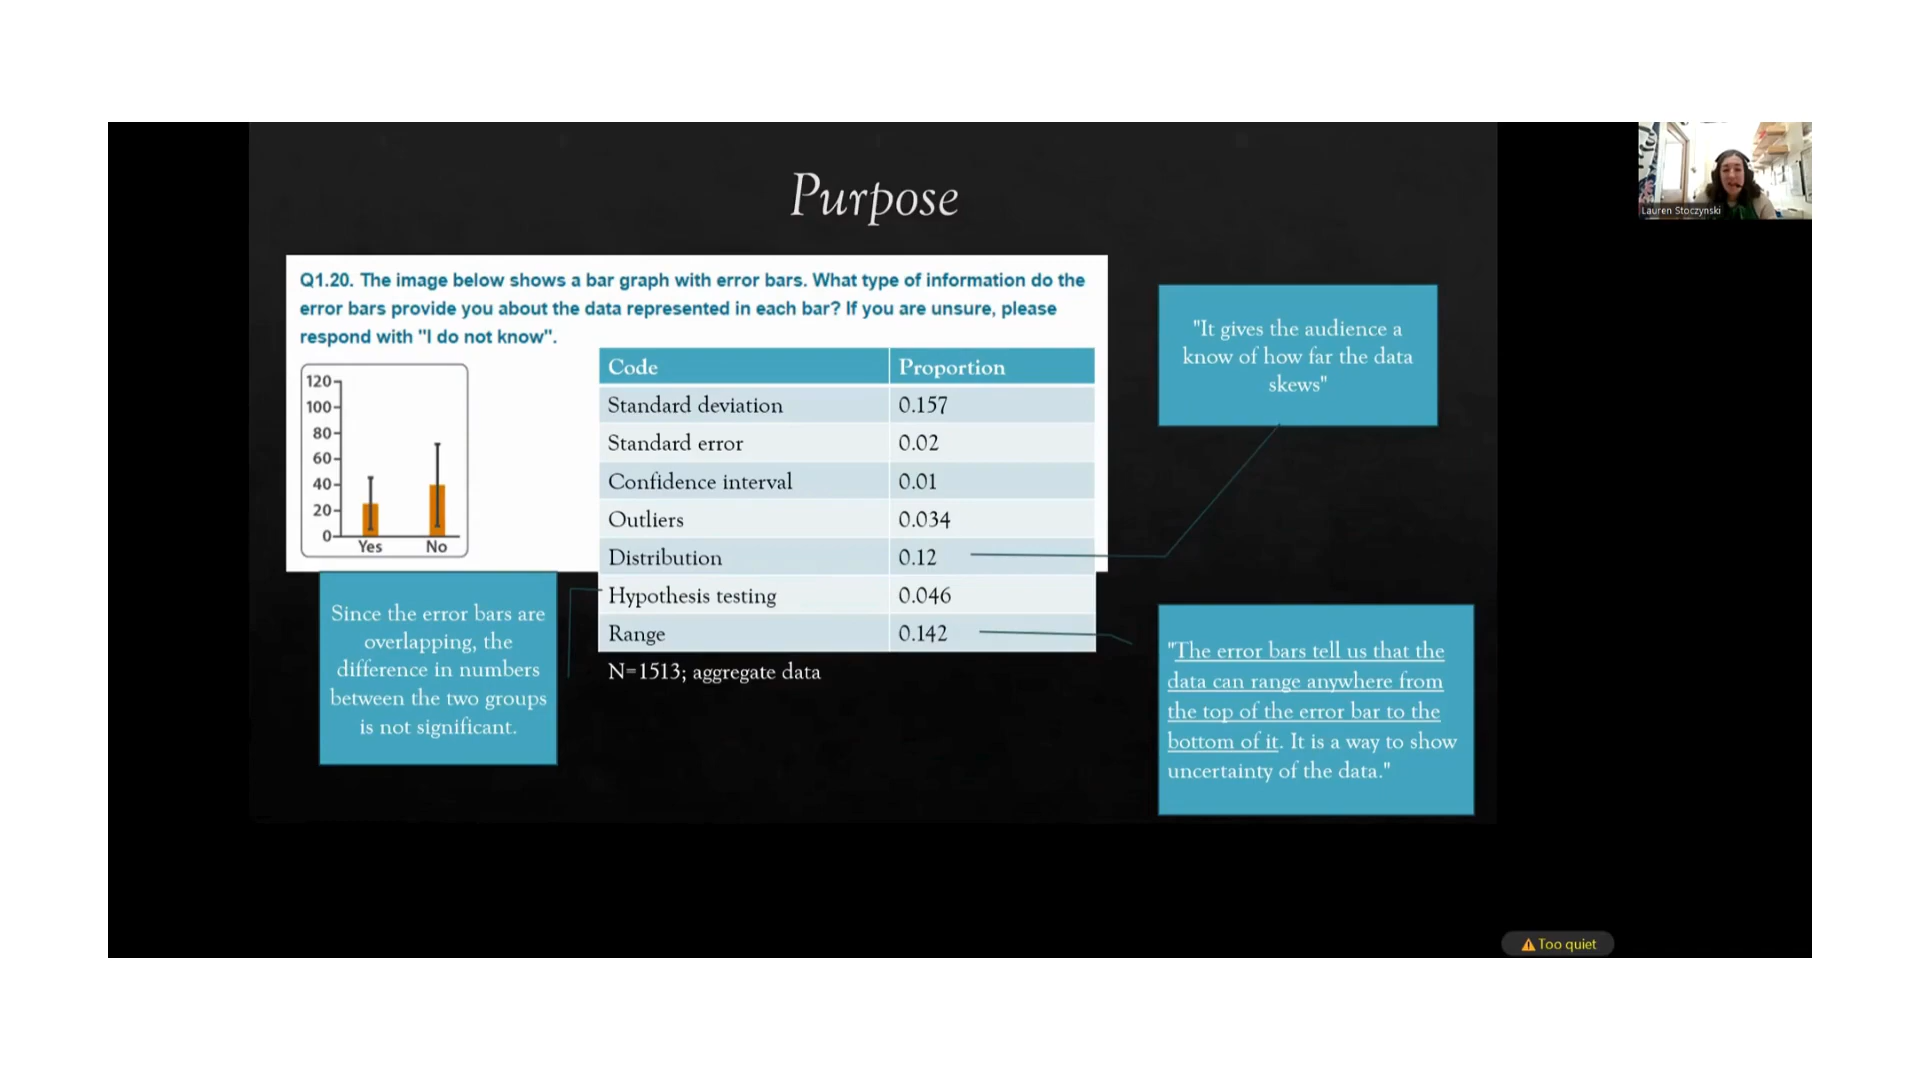 Purpose
Lauren Stoczynski
Q1.20. The image below shows a bar graph with error bars. What type of information do the
error bars provide you about the data represented in each bar? If you are unsure, please
respond with "I do not know".
120
100
80
60
40
20
0
Yes No
Code Proportion
Standard deviation 0.157
Standard error 0.02
Confidence interval 0.01
Outliers 0.034
Distribution 0.12
Hypothesis testing 0.046
Range 0.142
N=1513; aggregate data
"It gives the audience a
know of how far the data
skews"
Since the error bars are
overlapping, the
difference in numbers
between the two groups
is not significant.
"The error bars tell us that the
data can range anywhere from
the top of the error bar to the
bottom of it. It is a way to show
uncertainty of the data."
Too quiet